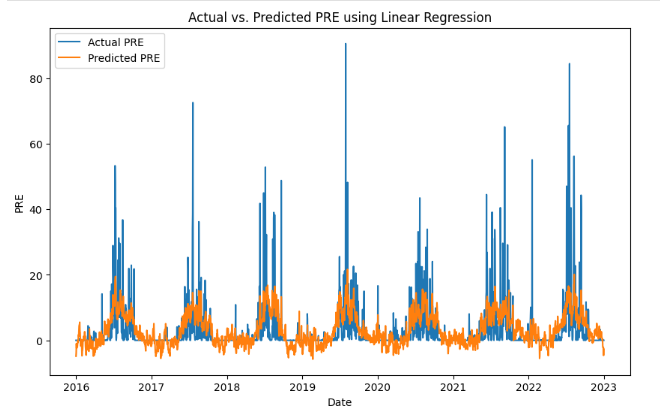 Actual vs. Predicted PRE using Linear Regression
Actual PRE
Predicted PRE
PRE
80
60
40
20
0
2016 2017 2018 2019 2020 2021 2022 2023
Date